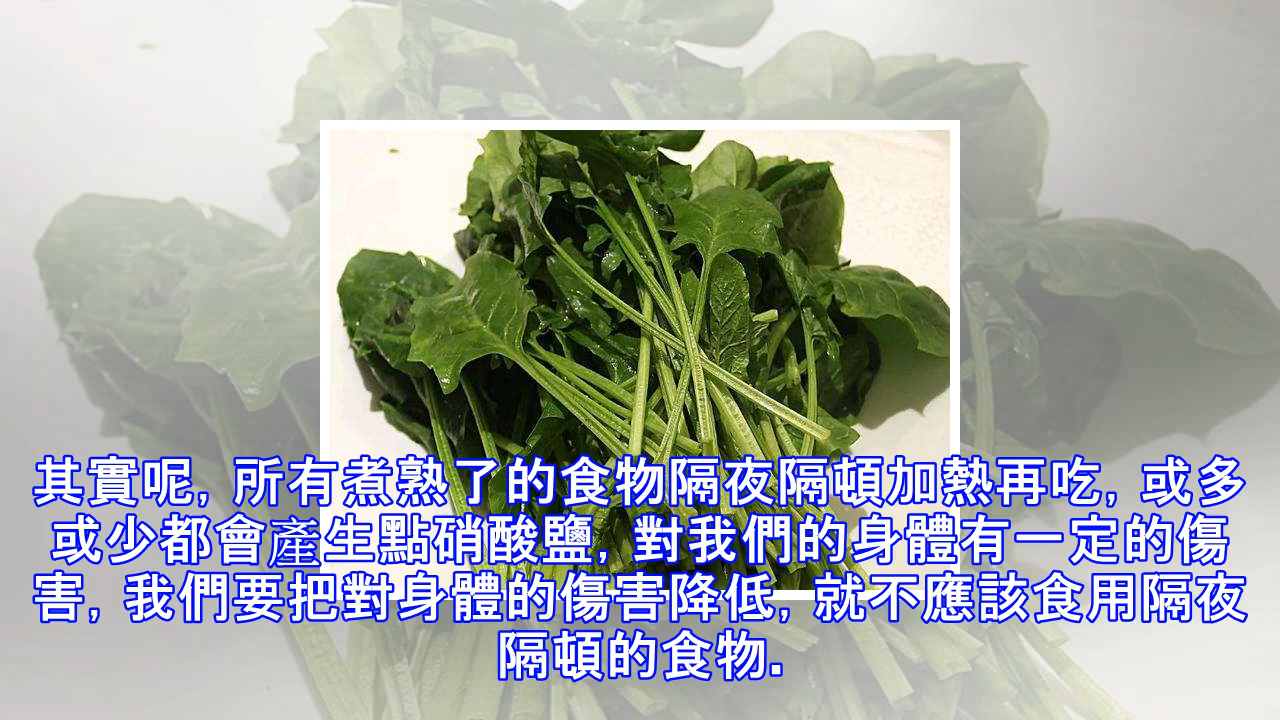 其實呢, 所有煮熟了的食物隔夜隔頓加熱再吃, 或多
或少都會產生點硝酸鹽, 對我們的身體有一定的傷
害, 我們要把對身體的傷害降低, 就不應該食用隔夜
隔頓的食物.